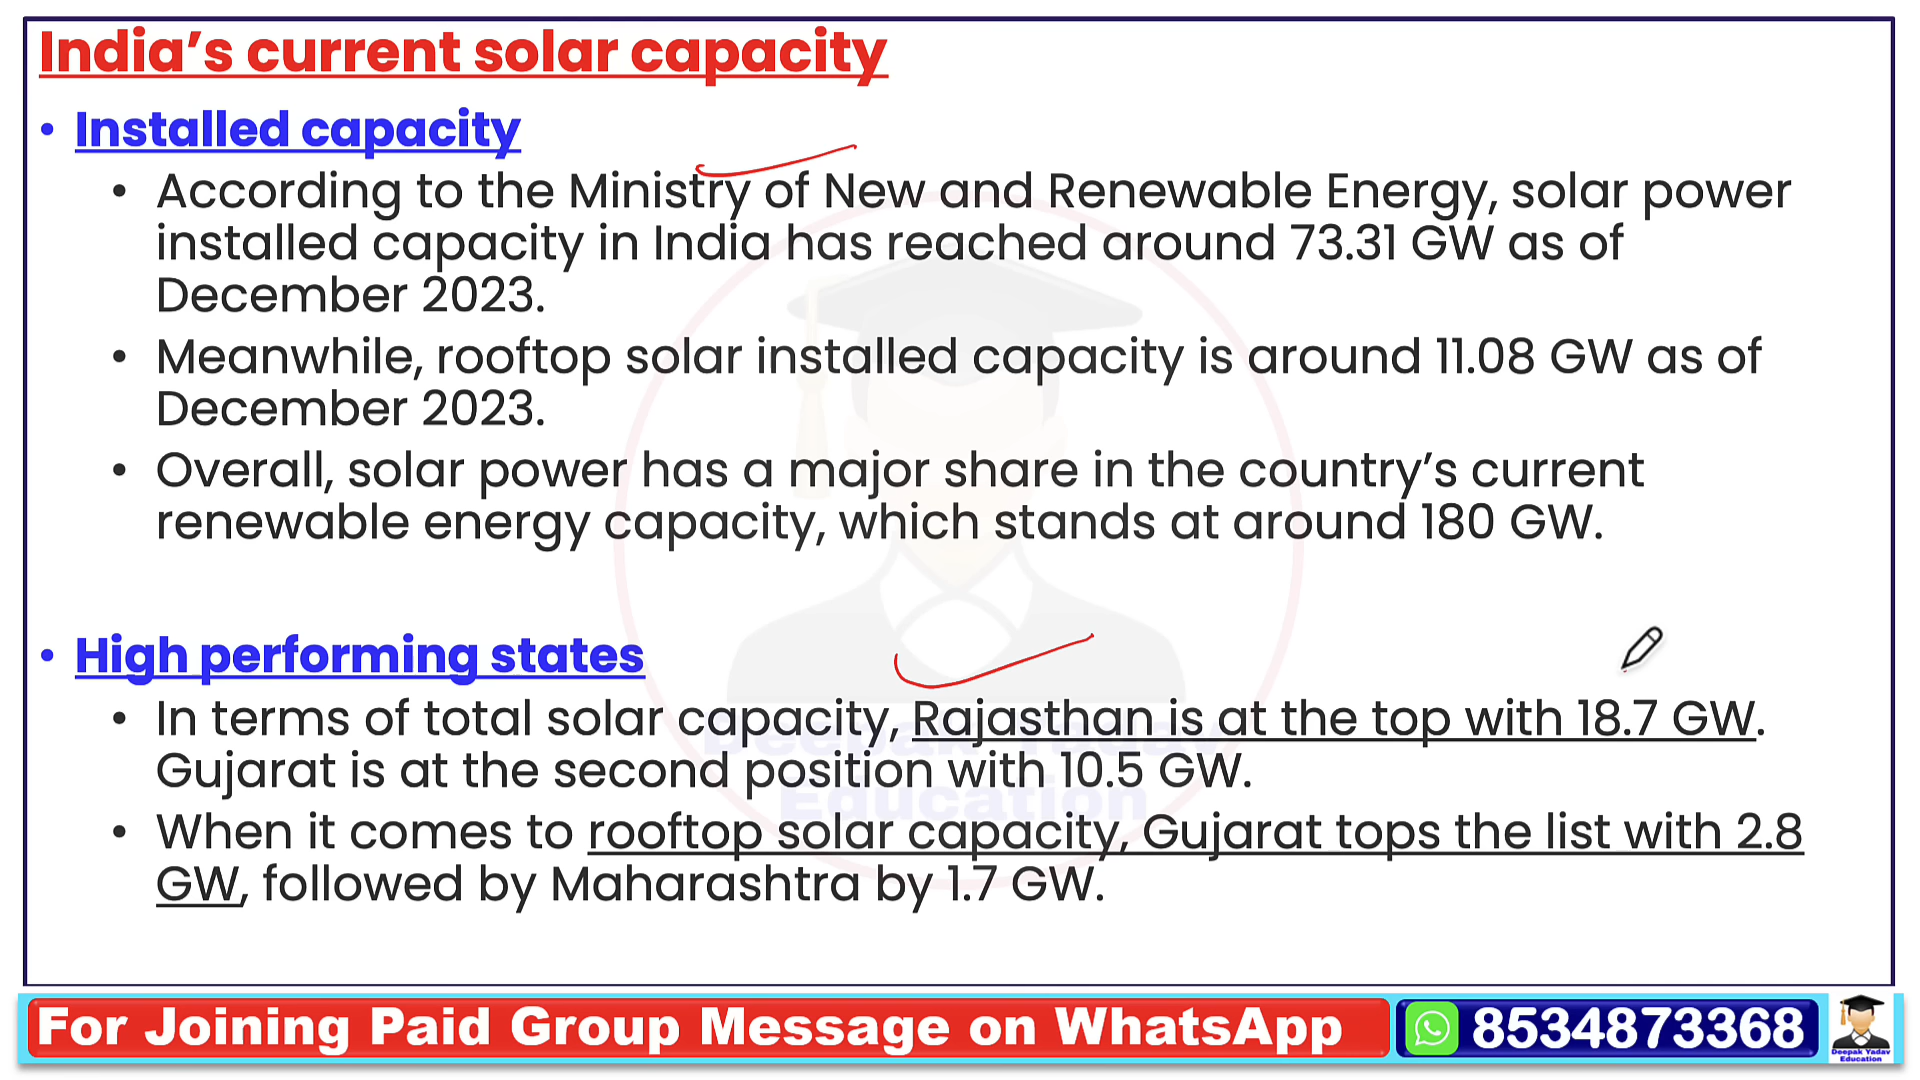 India’s current solar capacity
• Installed capacity
• According to the Ministry of New and Renewable Energy, solar power
installed capacity in India has reached around 73.31 GW as of
December 2023.
• Meanwhile, rooftop solar installed capacity is around 11.08 GW as of
December 2023.
• Overall, solar power has a major share in the country’s current
renewable energy capacity, which stands at around 180 GW.
• High performing states
• In terms of total solar capacity, Rajasthan is at the top with 18.7 GW.
Gujarat is at the second position with 10.5 GW.
• When it comes to rooftop solar capacity, Gujarat tops the list with 2.8
GW, followed by Maharashtra by 1.7 GW.
Deepak Yadav
Education
For Joining Paid Group Message on WhatsApp
8534873368
Deepak Yadav
Education